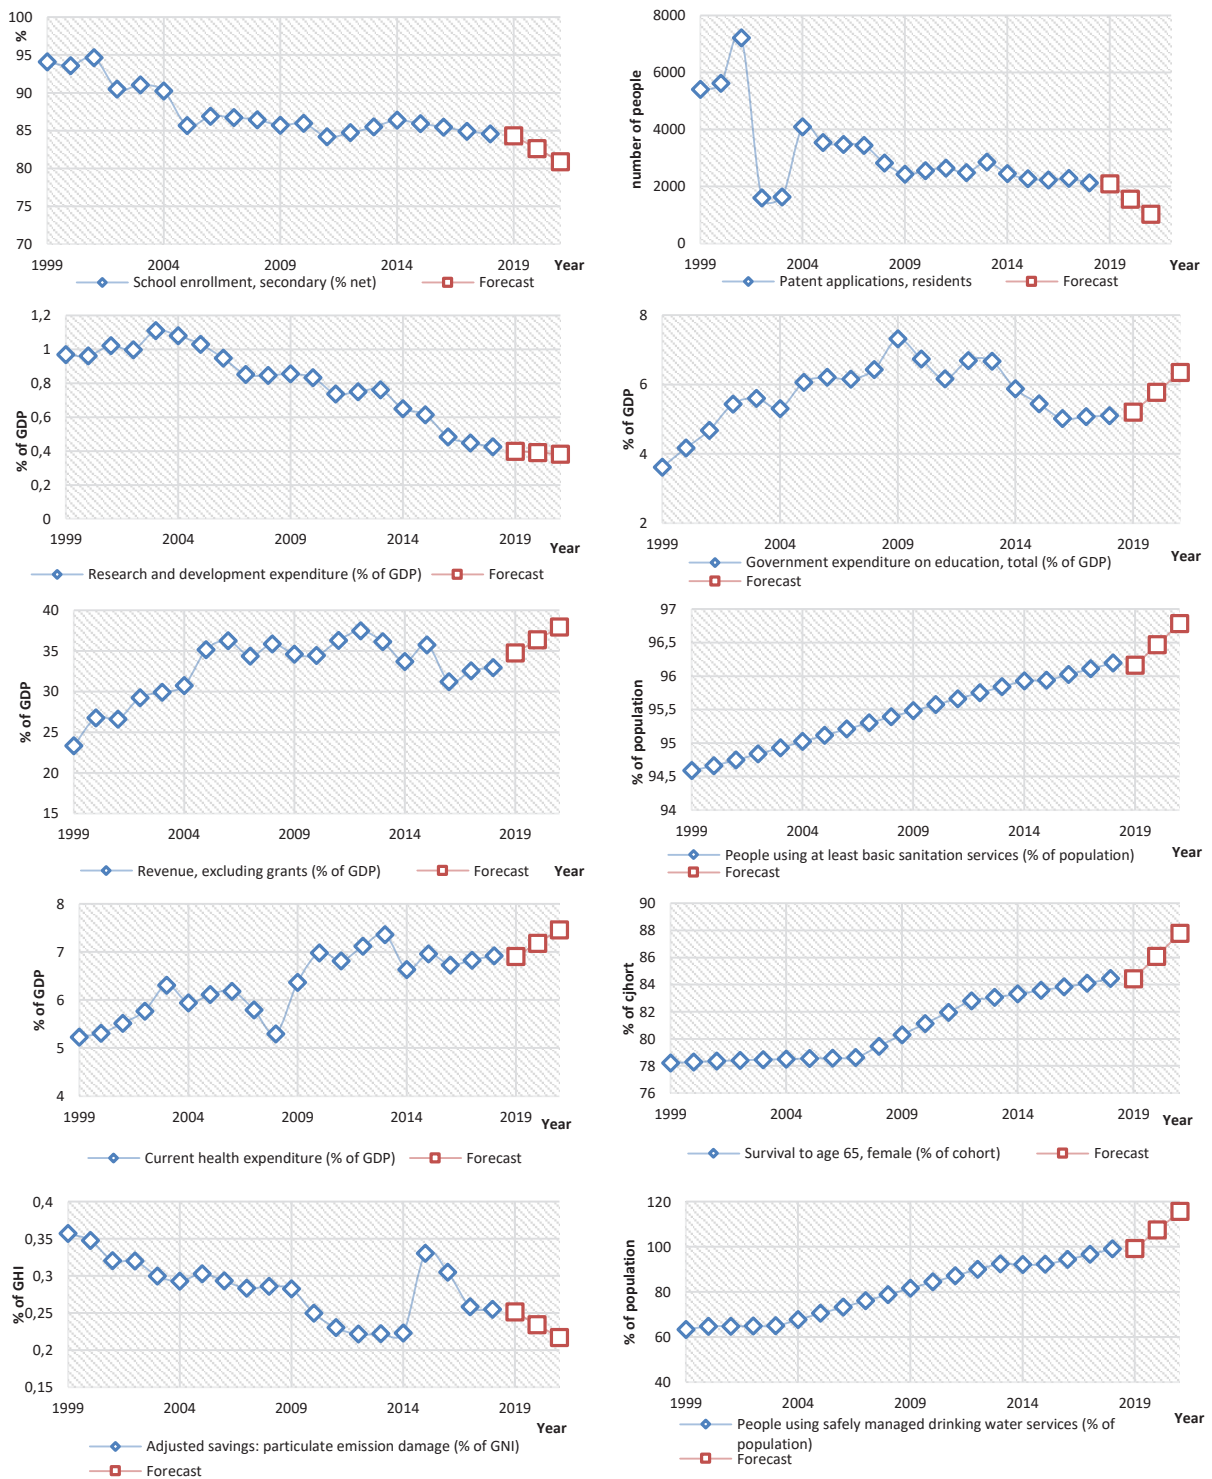 100
95
90
85
80
75
70
%
1999 2004 2009 2014 2019 Year
School enrollment, secondary (% net) Forecast
8000
6000
4000
2000
0
number of people
1999 2004 2009 2014 2019 Year
Patent applications, residents Forecast
1,2
1
0,8
0,6
0,4
0,2
0
% of GDP
1999 2004 2009 2014 2019 Year
Research and development expenditure (% of GDP) Forecast
8
6
4
2
% of GDP
1999 2004 2009 2014 2019 Year
Government expenditure on education, total (% of GDP)
Forecast
40
35
30
25
20
15
% of GDP
1999 2004 2009 2014 2019
Revenue, excluding grants (% of GDP) Forecast Year
97
96,5
96
95,5
95
94,5
94
% of population
1999 2004 2009 2014 2019
People using at least basic sanitation services (% of population) Year
Forecast
8
7
6
5
4
% of GDP
1999 2004 2009 2014 2019 Year
Current health expenditure (% of GDP) Forecast
90
88
86
84
82
80
78
76
% of cjhort
1999 2004 2009 2014 2019 Year
Survival to age 65, female (% of cohort) Forecast
0,4
0,35
0,3
0,25
0,2
0,15
% of GHI
1999 2004 2009 2014 2019 Year
Adjusted savings: particulate emission damage (% of GNI)
Forecast
120
100
80
60
40
% of population
1999 2004 2009 2014 2019 Year
People using safely managed drinking water services (% of
population)
Forecast